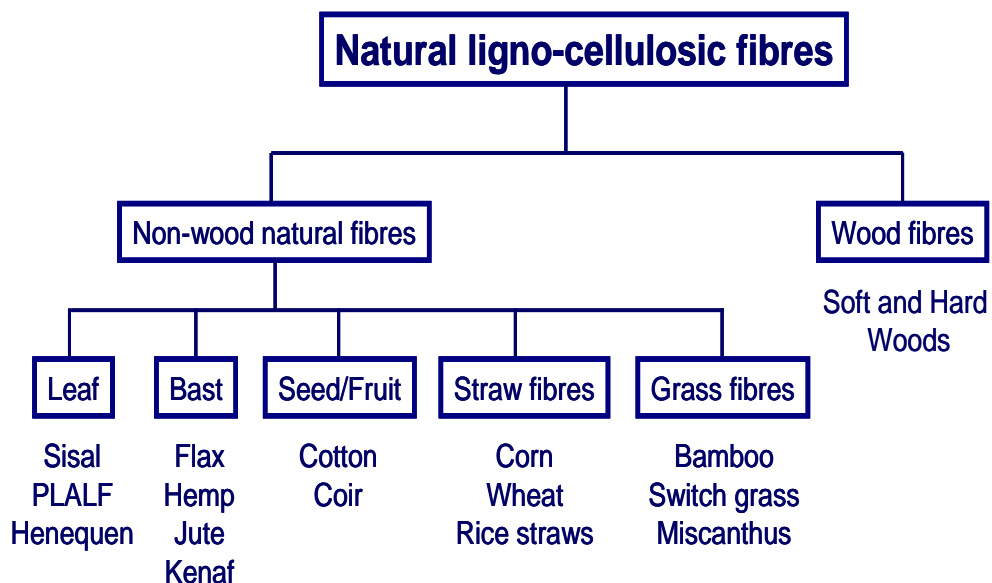 Natural ligno-cellulosic fibres
Non-wood natural fibres
Wood fibres
Soft and Hard
Woods
Leaf
Sisal
PLALF
Henequen
Bast
Flax
Hemp
Jute
Kenaf
Seed/Fruit
Cotton
Coir
Straw fibres
Corn
Wheat
Rice straws
Grass fibres
Bamboo
Switch grass
Miscanthus